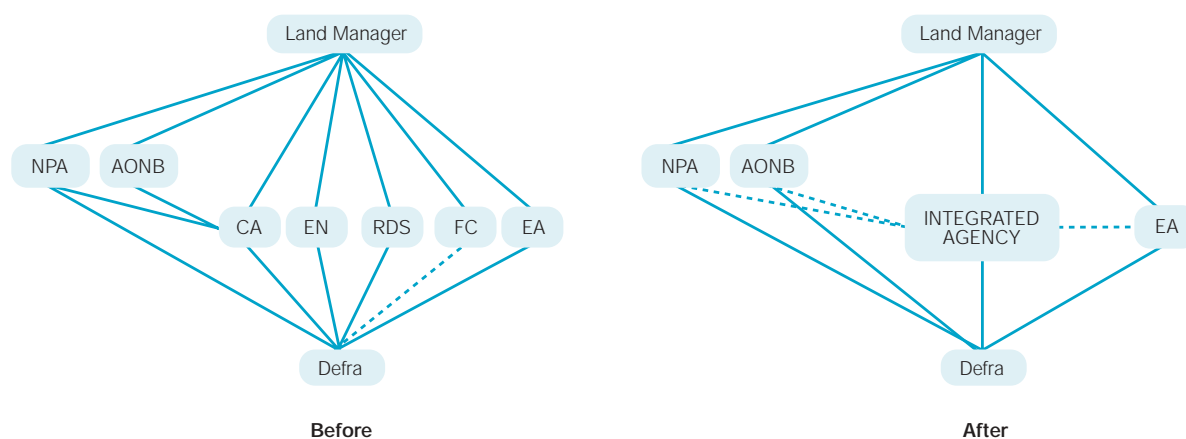 Land Manager
NPA
AONB
CA
EN
RDS
FC
EA
Defra
Before
Land Manager
NPA
AONB
INTEGRATED
AGENCY
EA
Defra
After